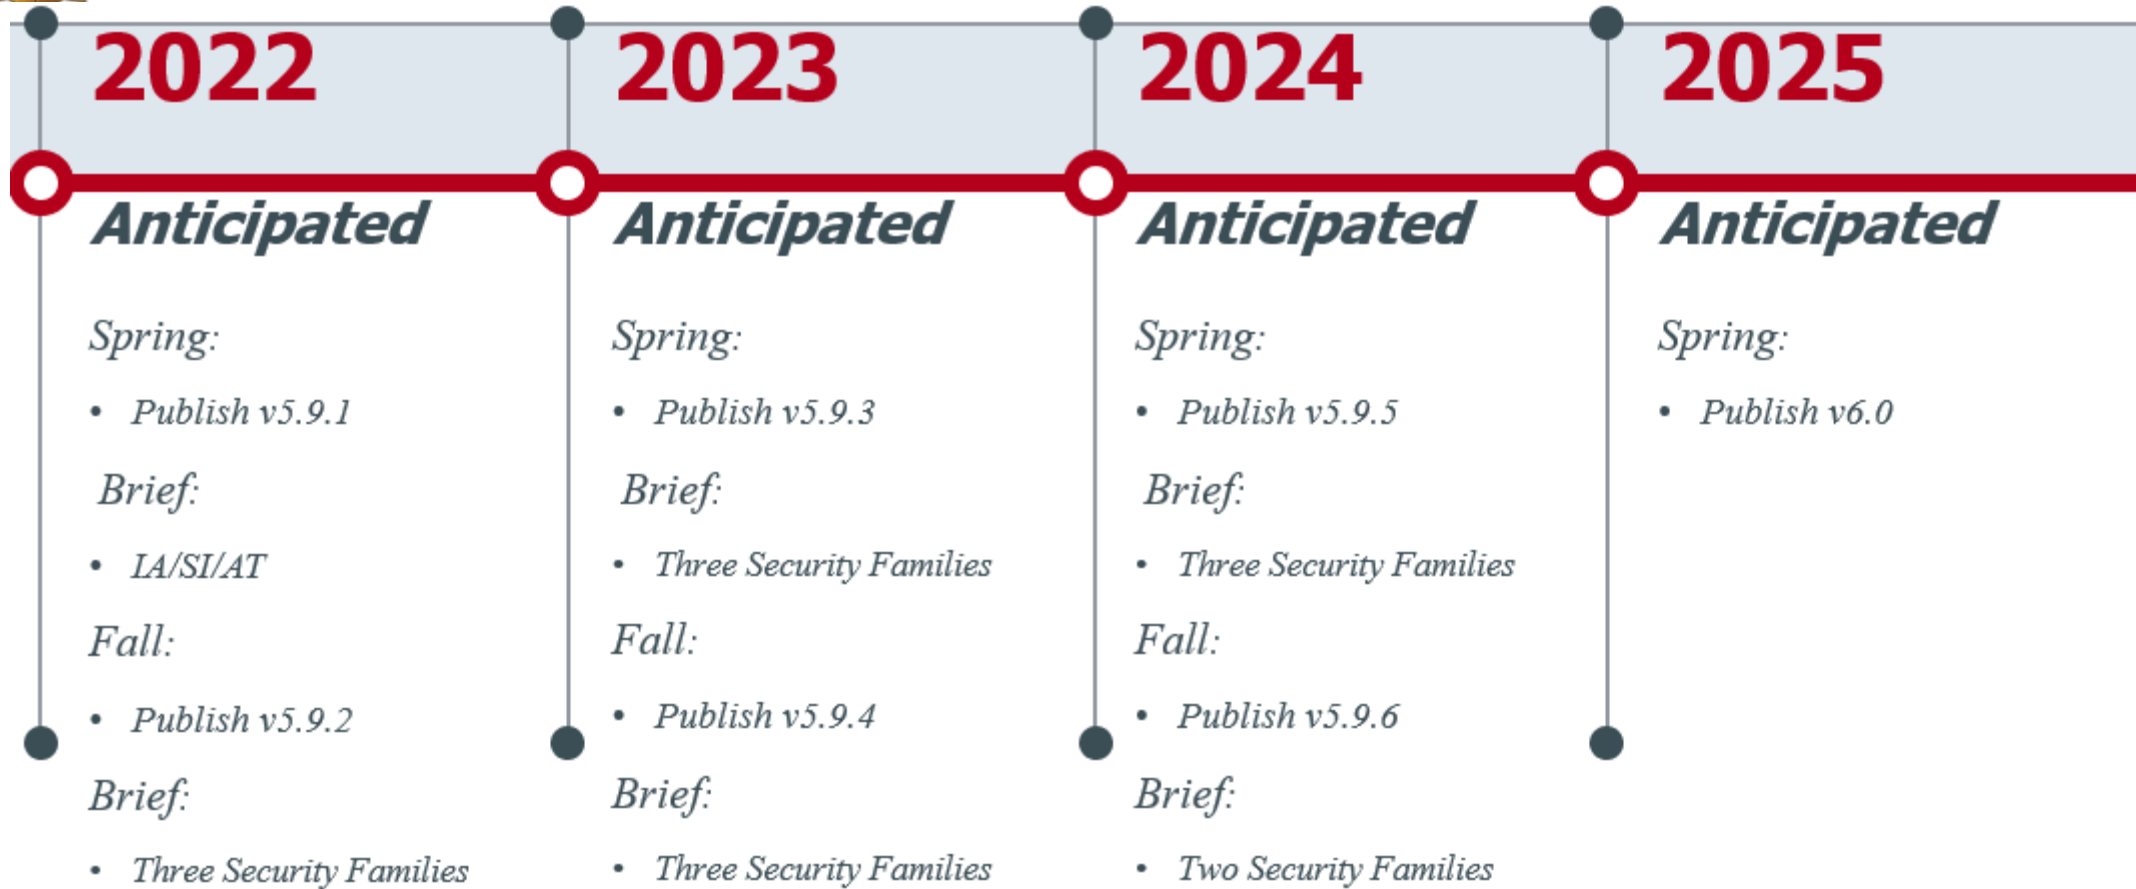 2022
Anticipated
Spring:
• Publish v5.9.1
Brief:
• IA/SI/AT
Fall:
• Publish v5.9.2
Brief:
• Three Security Families
2023
Anticipated
Spring:
• Publish v5.9.3
Brief:
• Three Security Families
Fall:
• Publish v5.9.4
Brief:
• Three Security Families
2024
Anticipated
Spring:
• Publish v5.9.5
Brief:
• Three Security Families
Fall:
• Publish v5.9.6
Brief:
• Two Security Families
2025
Anticipated
Spring:
• Publish v6.0